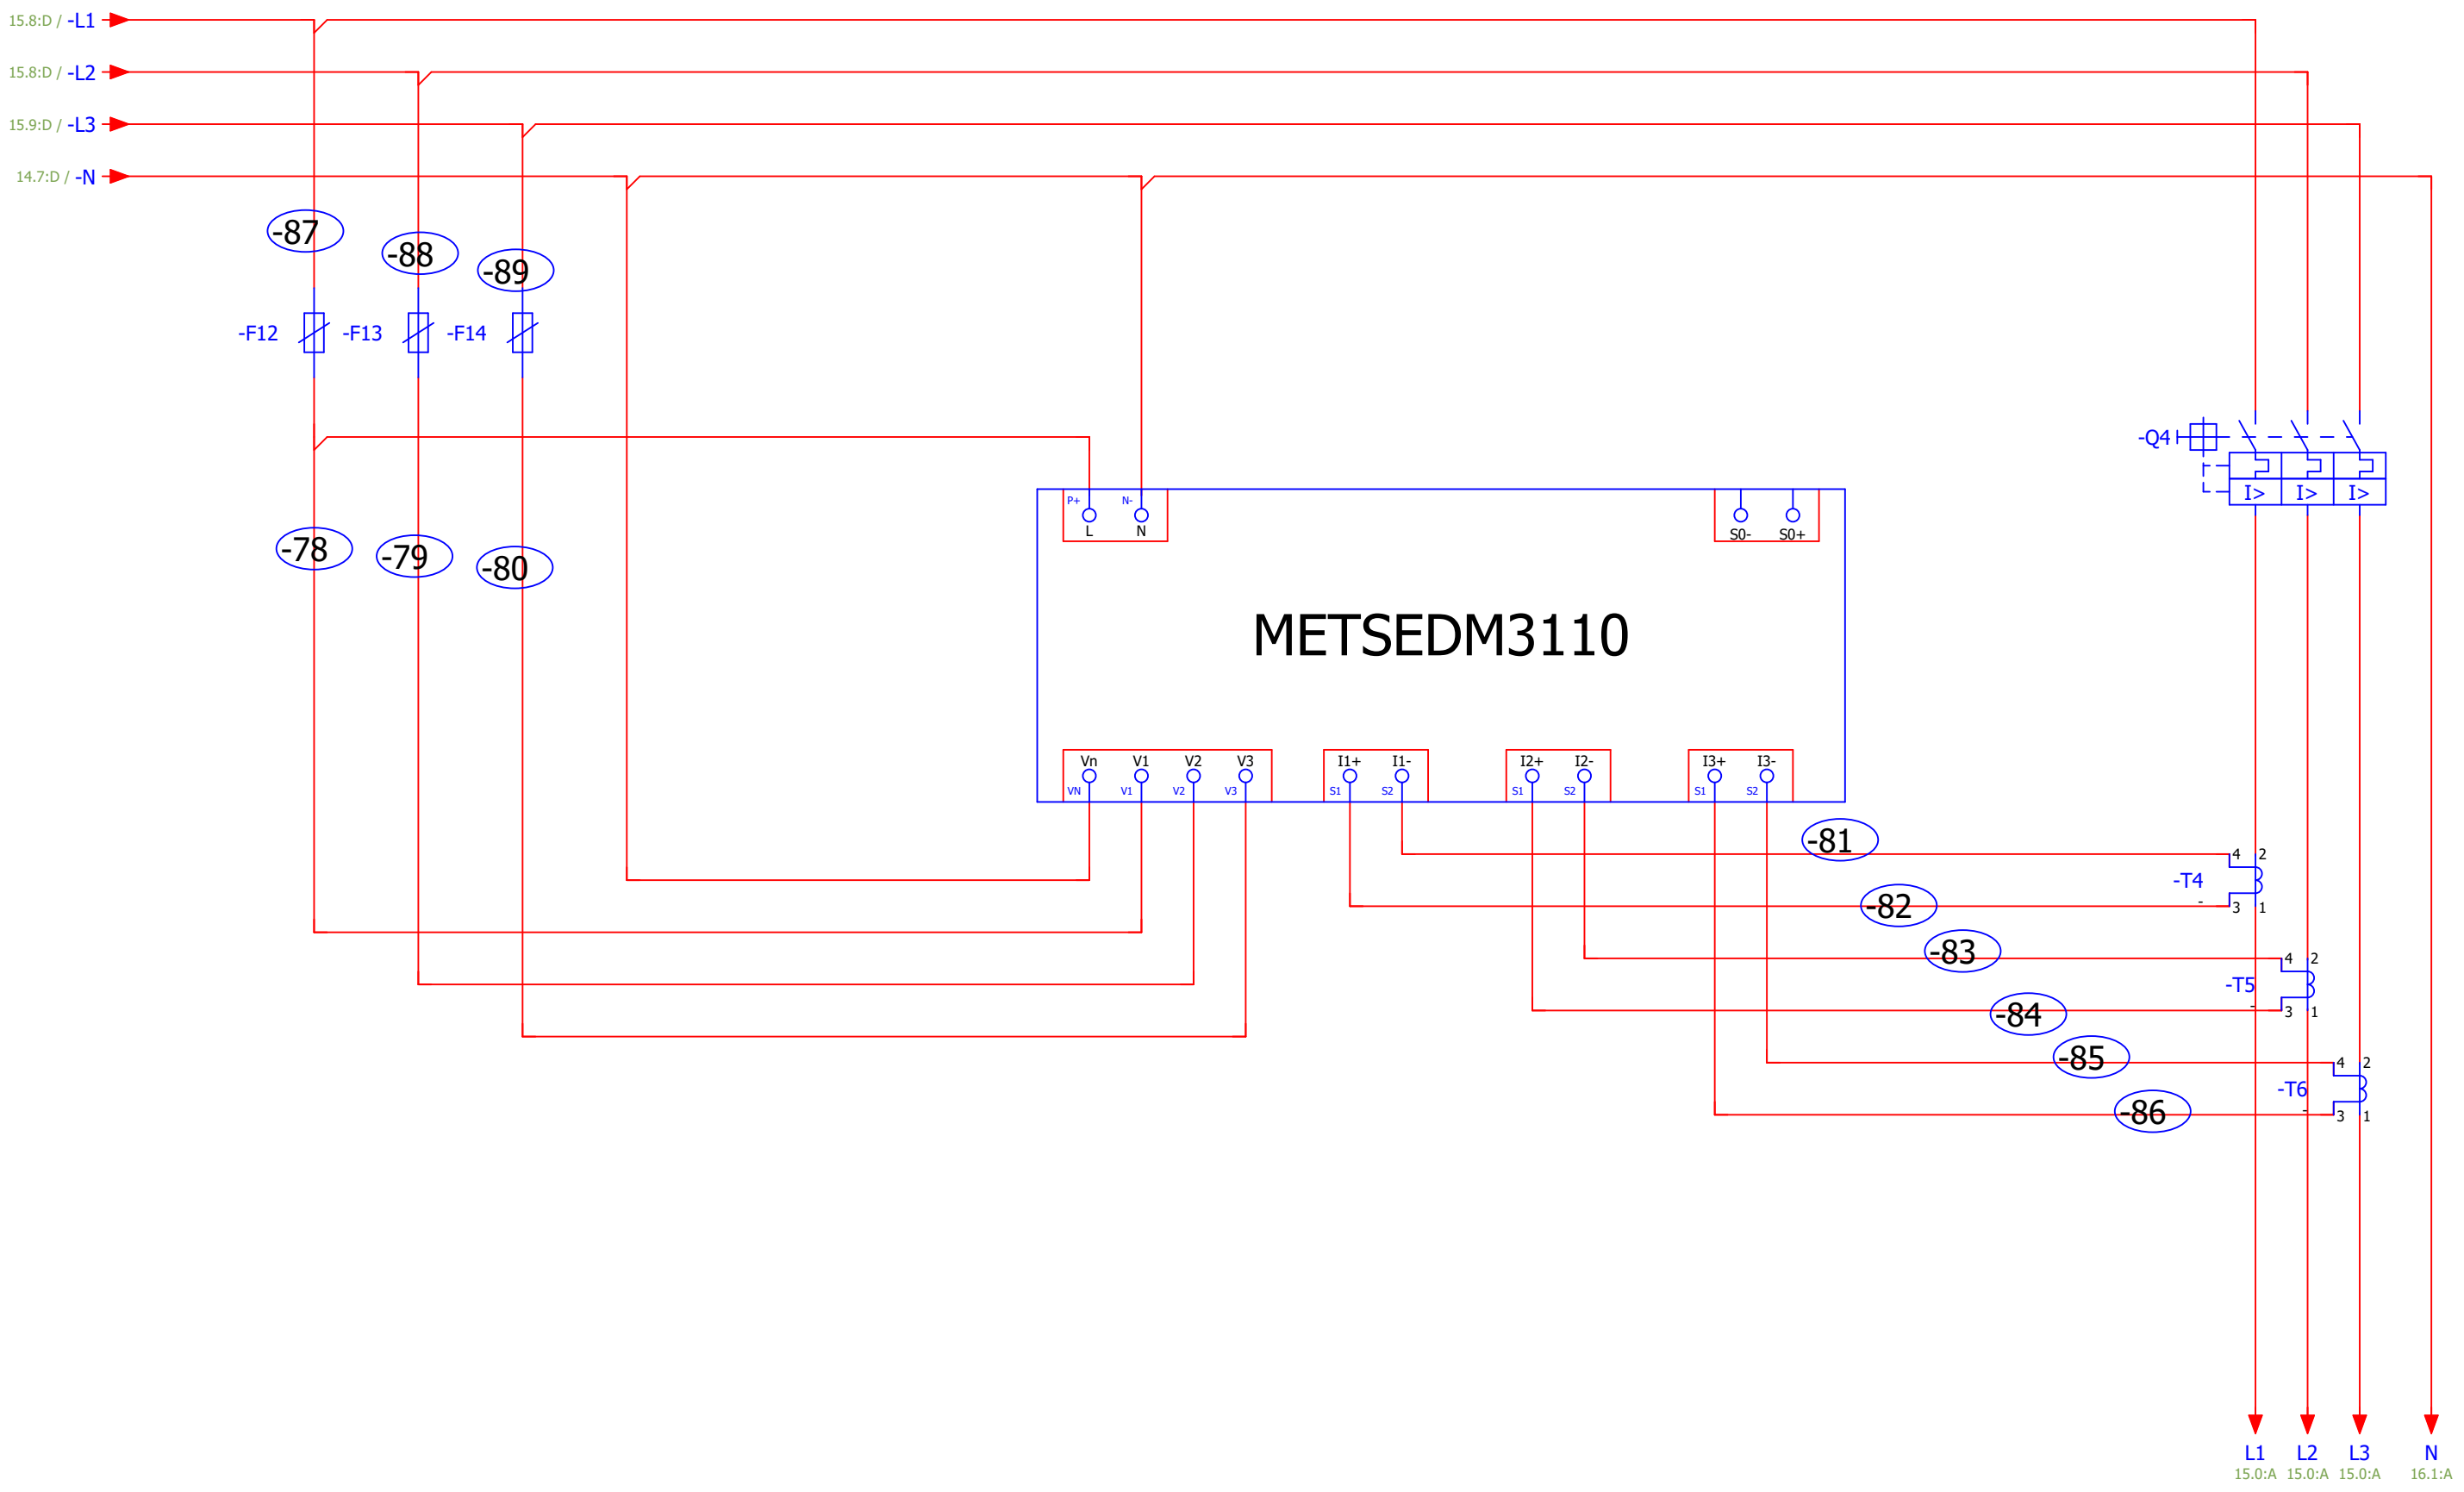 15.8:D / -L1
15.8:D / -L2
15.9:D / -L3
14.7:D / -N
-87
-88
-89
-F12
-F13
-F14
-Q4
I> I> I>
P+ N-
L N
S0- S0+
-78
-79
-80
METSEDM3110
Vn V1 V2 V3
VN V1 V2 V3
I1+ I1-
S1 S2
I2+ I2-
S1 S2
I3+ I3-
S1 S2
-81
4 2
-T4
-
-82
3 1
-83
4 2
-T5
-
-84
3 1
-85
4 2
-T6
-
-86
3 1
L1 L2 L3 N
15.0:A 15.0:A 15.0:A 16.1:A